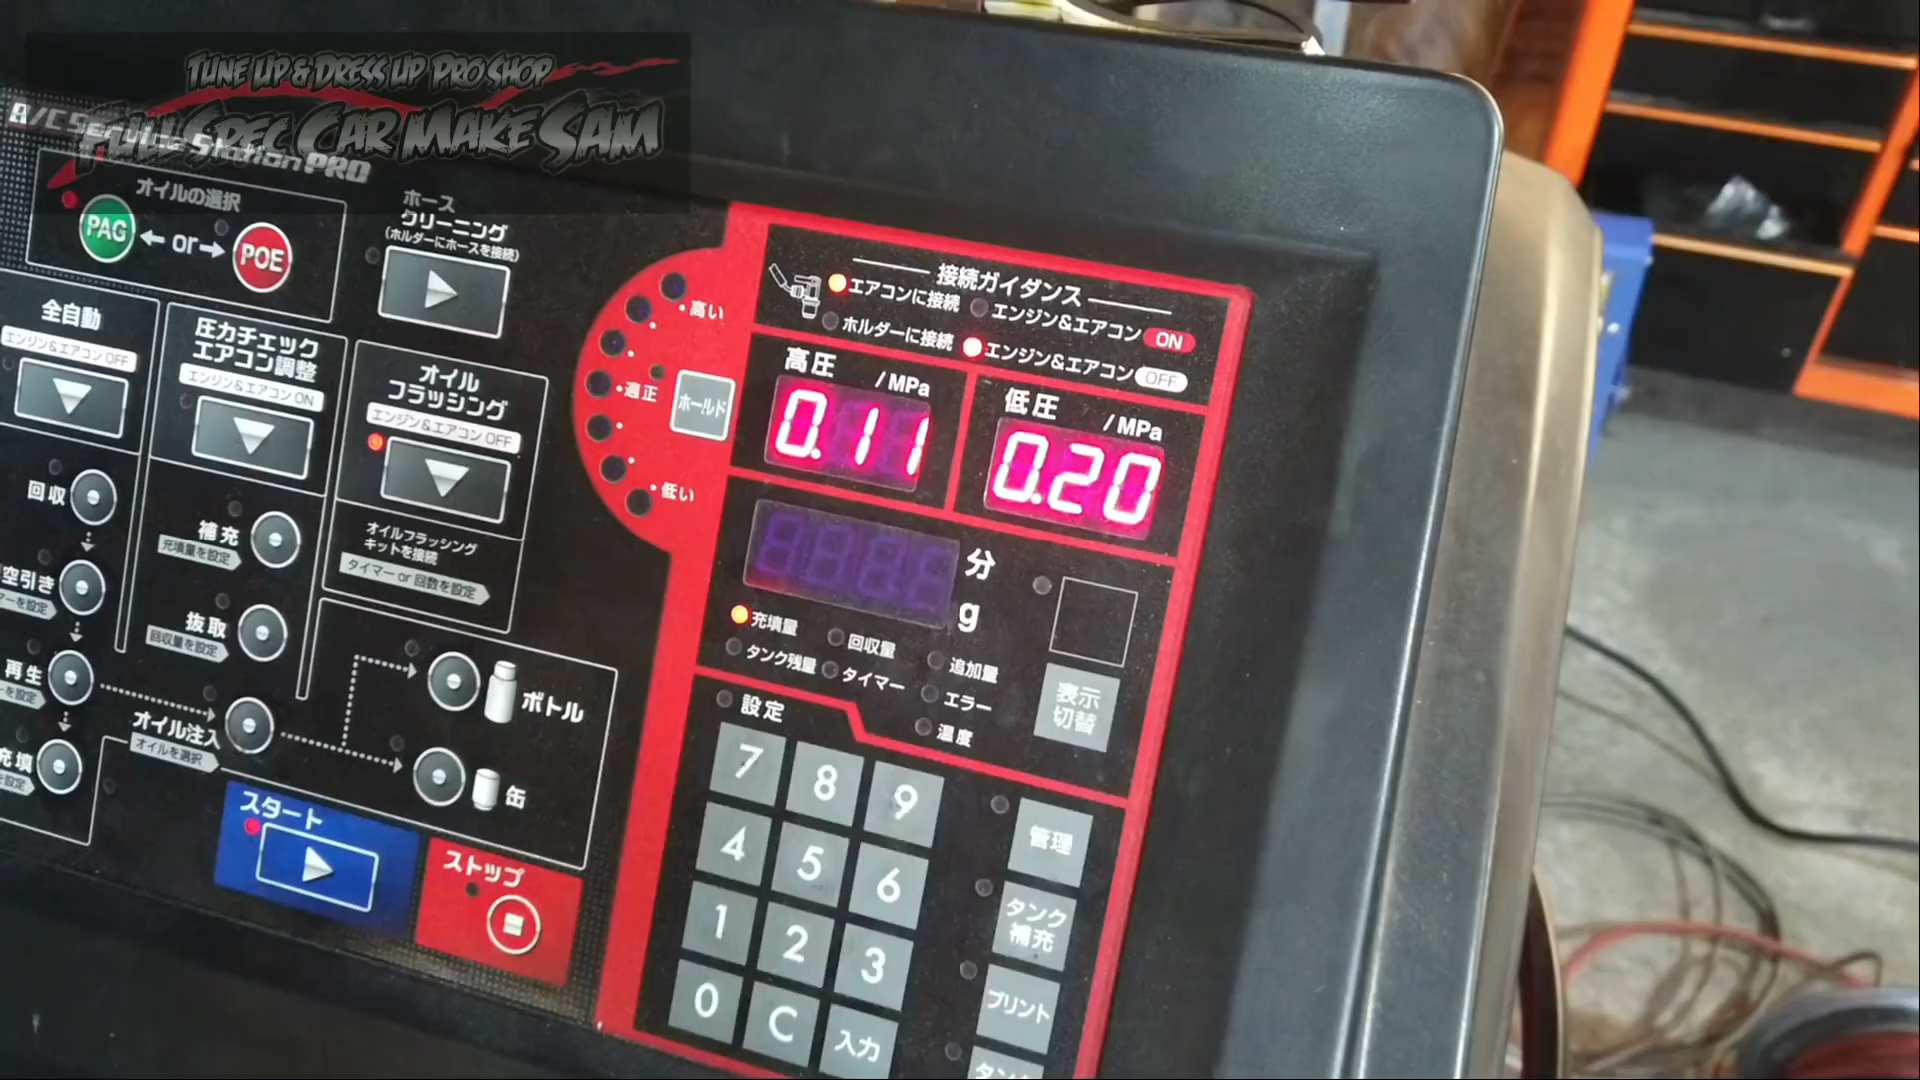 TUNE UP & DRESS UP PRO SHOP
FULL SPEC CAR MAKE SAM
A/C Service Station PRO
オイルの選択
PAG
or
POE
ホース
クリーニング
(ホルダーにホースを接続)
全自動
エンジン&エアコン OFF
圧力チェック
エアコン調整
エンジン&エアコン ON
オイル
フラッシング
エンジン&エアコン OFF
オイルフラッシング
キットを接続
タイマー or 回数を設定
回収
補充
充填量を設定
空引き
マーを設定
抜取
回収量を設定
再生
ーを設定
オイル注入
オイルを選択
充填
を設定
ボトル
缶
スタート
ストップ
高い
適正
低い
ホールド
接続ガイダンス
エアコンに接続
エンジン&エアコン ON
ホルダーに接続
エンジン&エアコン OFF
高圧 /MPa
0.11
低圧 /MPa
0.20
分
g
充填量
回収量
追加量
タンク残量
タイマー
エラー
温度
表示
切替
設定
7 8 9
4 5 6
1 2 3
0 C 入力
管理
タンク
補充
プリント
タンク